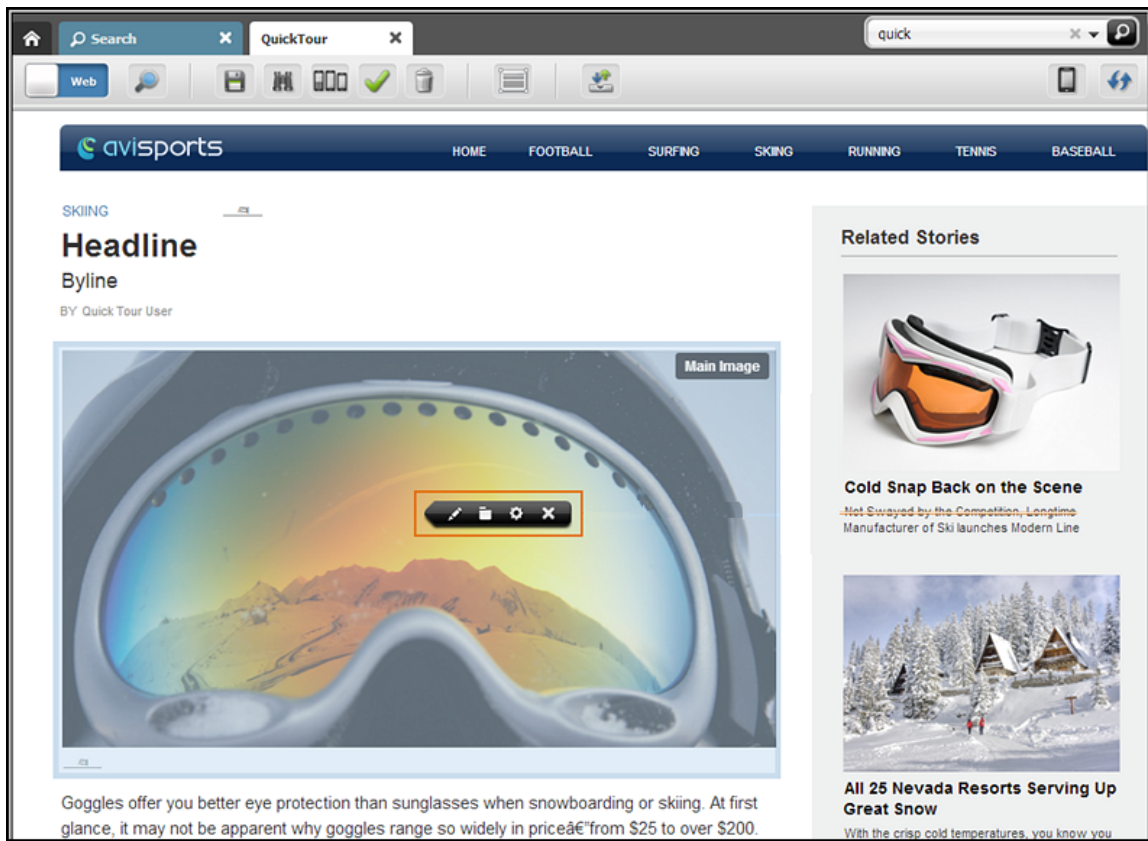 Search
QuickTour
quick
Web
avisports
HOME FOOTBALL SURFING SKIING RUNNING TENNIS BASEBALL
SKIING
Headline
Byline
BY Quick Tour User
Main Image
Goggles offer you better eye protection than sunglasses when snowboarding or skiing. At first
glance, it may not be apparent why goggles range so widely in priceâ€"from $25 to over $200.
Related Stories
Cold Snap Back on the Scene
Not Swayed by the Competition, Longtime
Manufacturer of Ski launches Modern Line
All 25 Nevada Resorts Serving Up
Great Snow
With the crisp cold temperatures, you know you